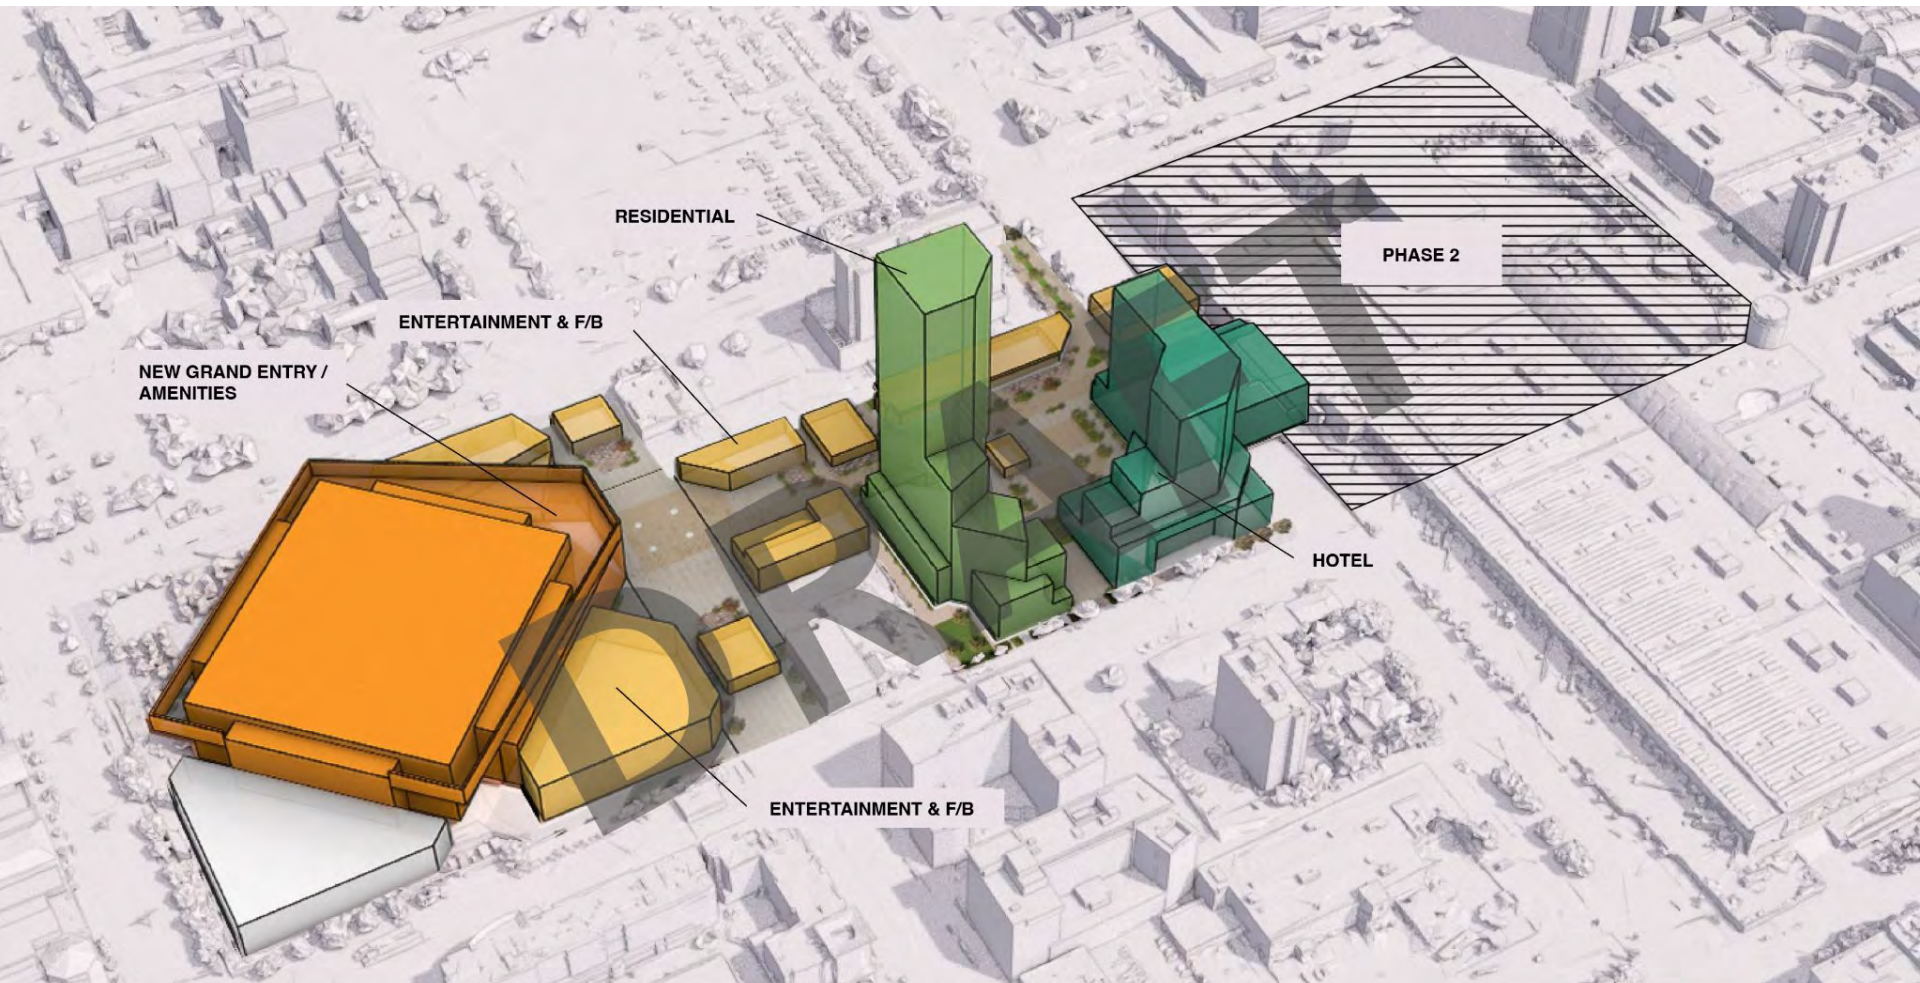 RESIDENTIAL
PHASE 2
ENTERTAINMENT & F/B
NEW GRAND ENTRY /
AMENITIES
DRAFT
HOTEL
ENTERTAINMENT & F/B